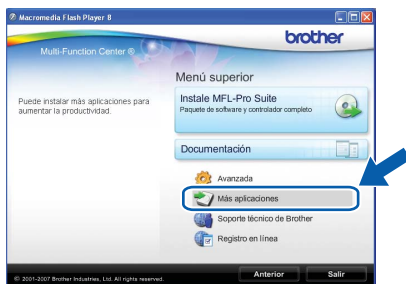 Macromedia Flash Player 8
brother
Multi-Function Center ®
Menú superior
Puede instalar más aplicaciones para
aumentar la productividad.
Instale MFL-Pro Suite
Paquete de software y controlador completo
Documentación
Avanzada
Más aplicaciones
Soporte técnico de Brother
Registro en línea
© 2001-2007 Brother Industries, Ltd. All rights reserved.
Anterior
Salir